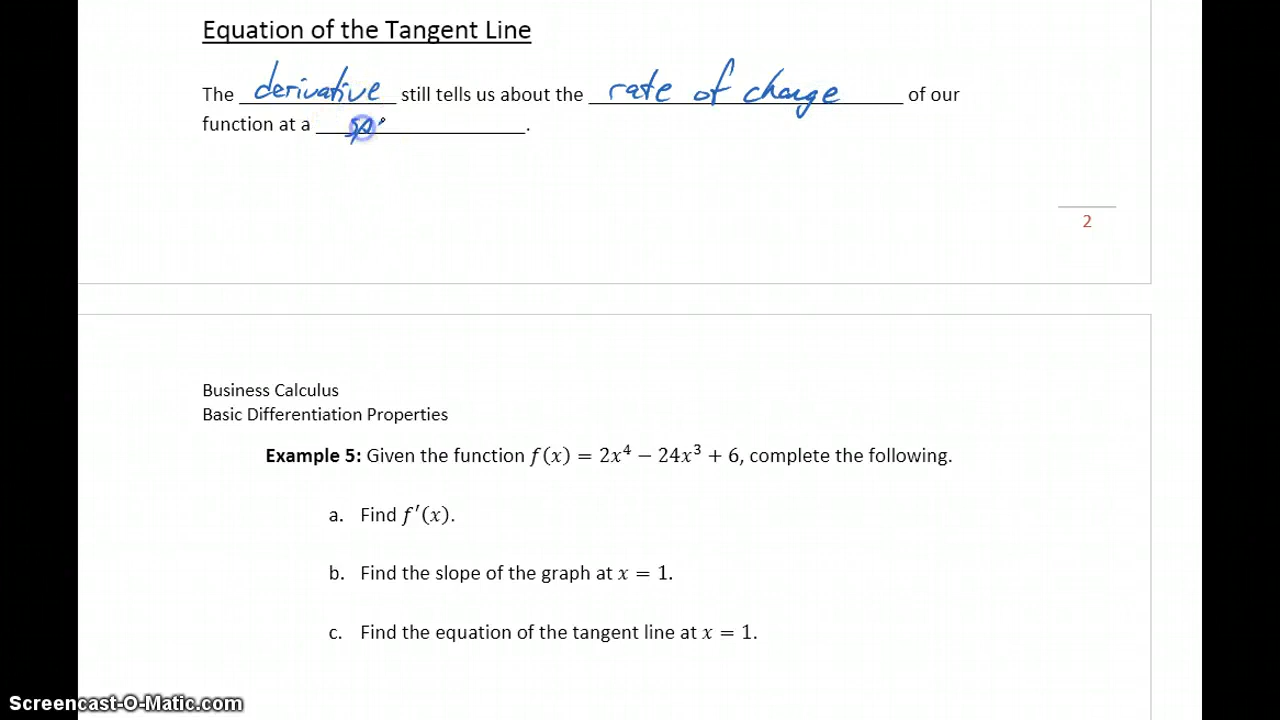 Equation of the Tangent Line
The derivative still tells us about the rate of change of our
function at a .
2
Business Calculus
Basic Differentiation Properties
Example 5: Given the function f(x) = 2x⁴ − 24x³ + 6, complete the following.
a. Find f′(x).
b. Find the slope of the graph at x = 1.
c. Find the equation of the tangent line at x = 1.
Screencast-O-Matic.com